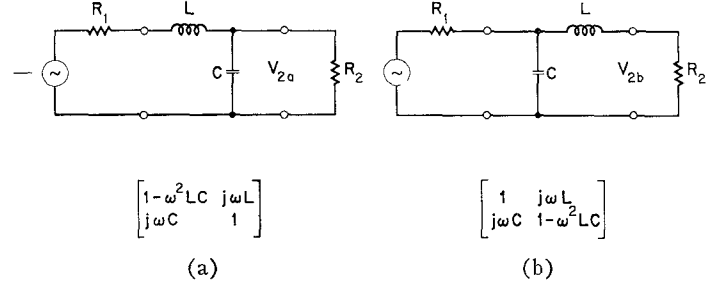 R₁ L C V₂ₐ R₂
R₁ L C V₂b R₂
~ ~
[1-ω²LC jωL]
[jωC 1]
[1 jωL]
[jωC 1-ω²LC]
(a) (b)